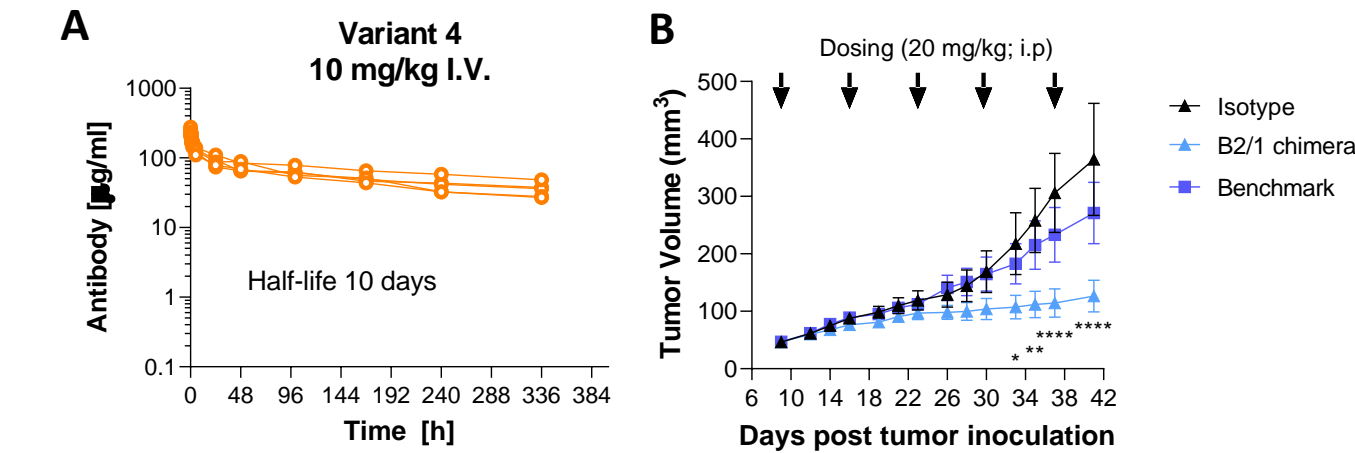 A
Variant 4
10 mg/kg I.V.
1000
100
10
1
0.1
Antibody [µg/ml]
Half-life 10 days
0 48 96 144 192 240 288 336 384
Time [h]
B
Dosing (20 mg/kg; i.p)
500
400
300
200
100
0
Tumor Volume (mm³)
* ** **** ****
6 10 14 18 22 26 30 34 38 42
Days post tumor inoculation
Isotype
B2/1 chimera
Benchmark